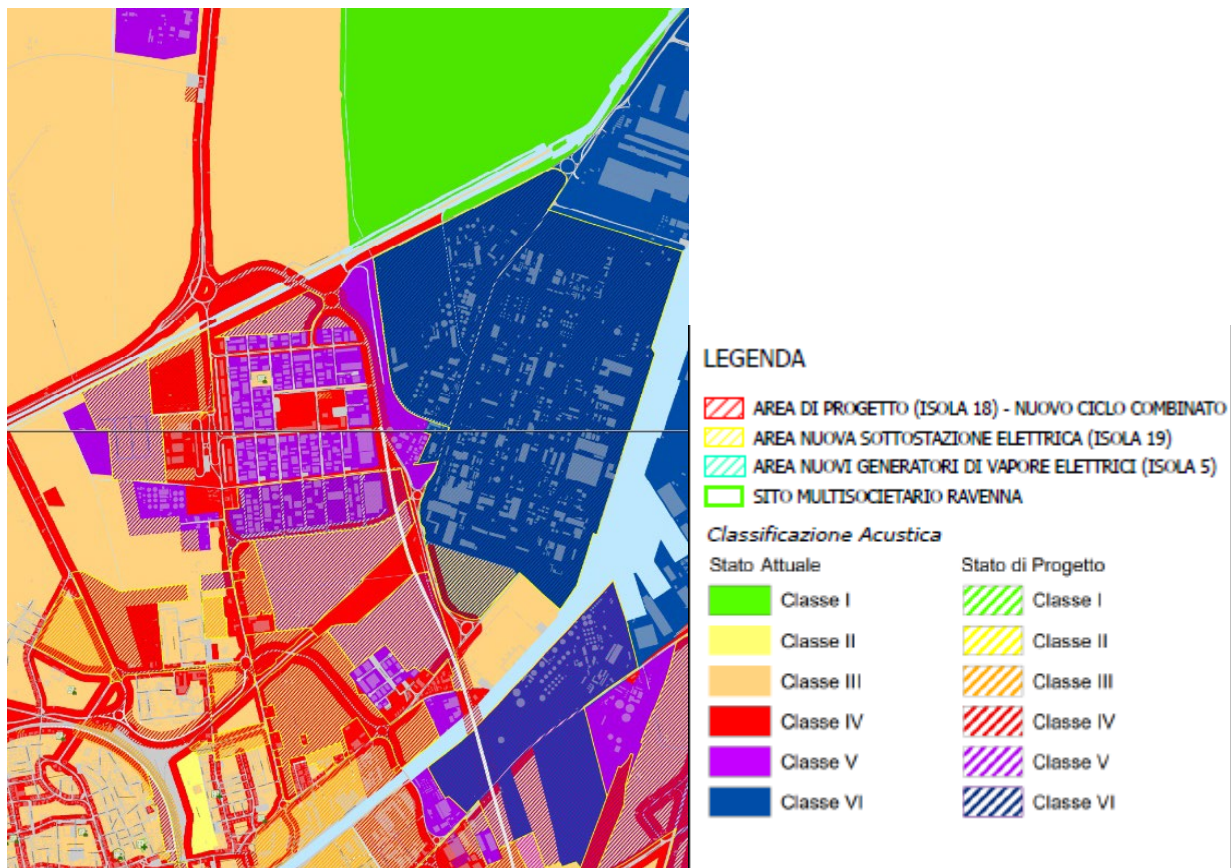 LEGENDA
AREA DI PROGETTO (ISOLA 18) - NUOVO CICLO COMBINATO
AREA NUOVA SOTTOSTAZIONE ELETTRICA (ISOLA 19)
AREA NUOVI GENERATORI DI VAPORE ELETTRICI (ISOLA 5)
SITO MULTISOCIETARIO RAVENNA
Classificazione Acustica
Stato Attuale Stato di Progetto
Classe I Classe I
Classe II Classe II
Classe III Classe III
Classe IV Classe IV
Classe V Classe V
Classe VI Classe VI